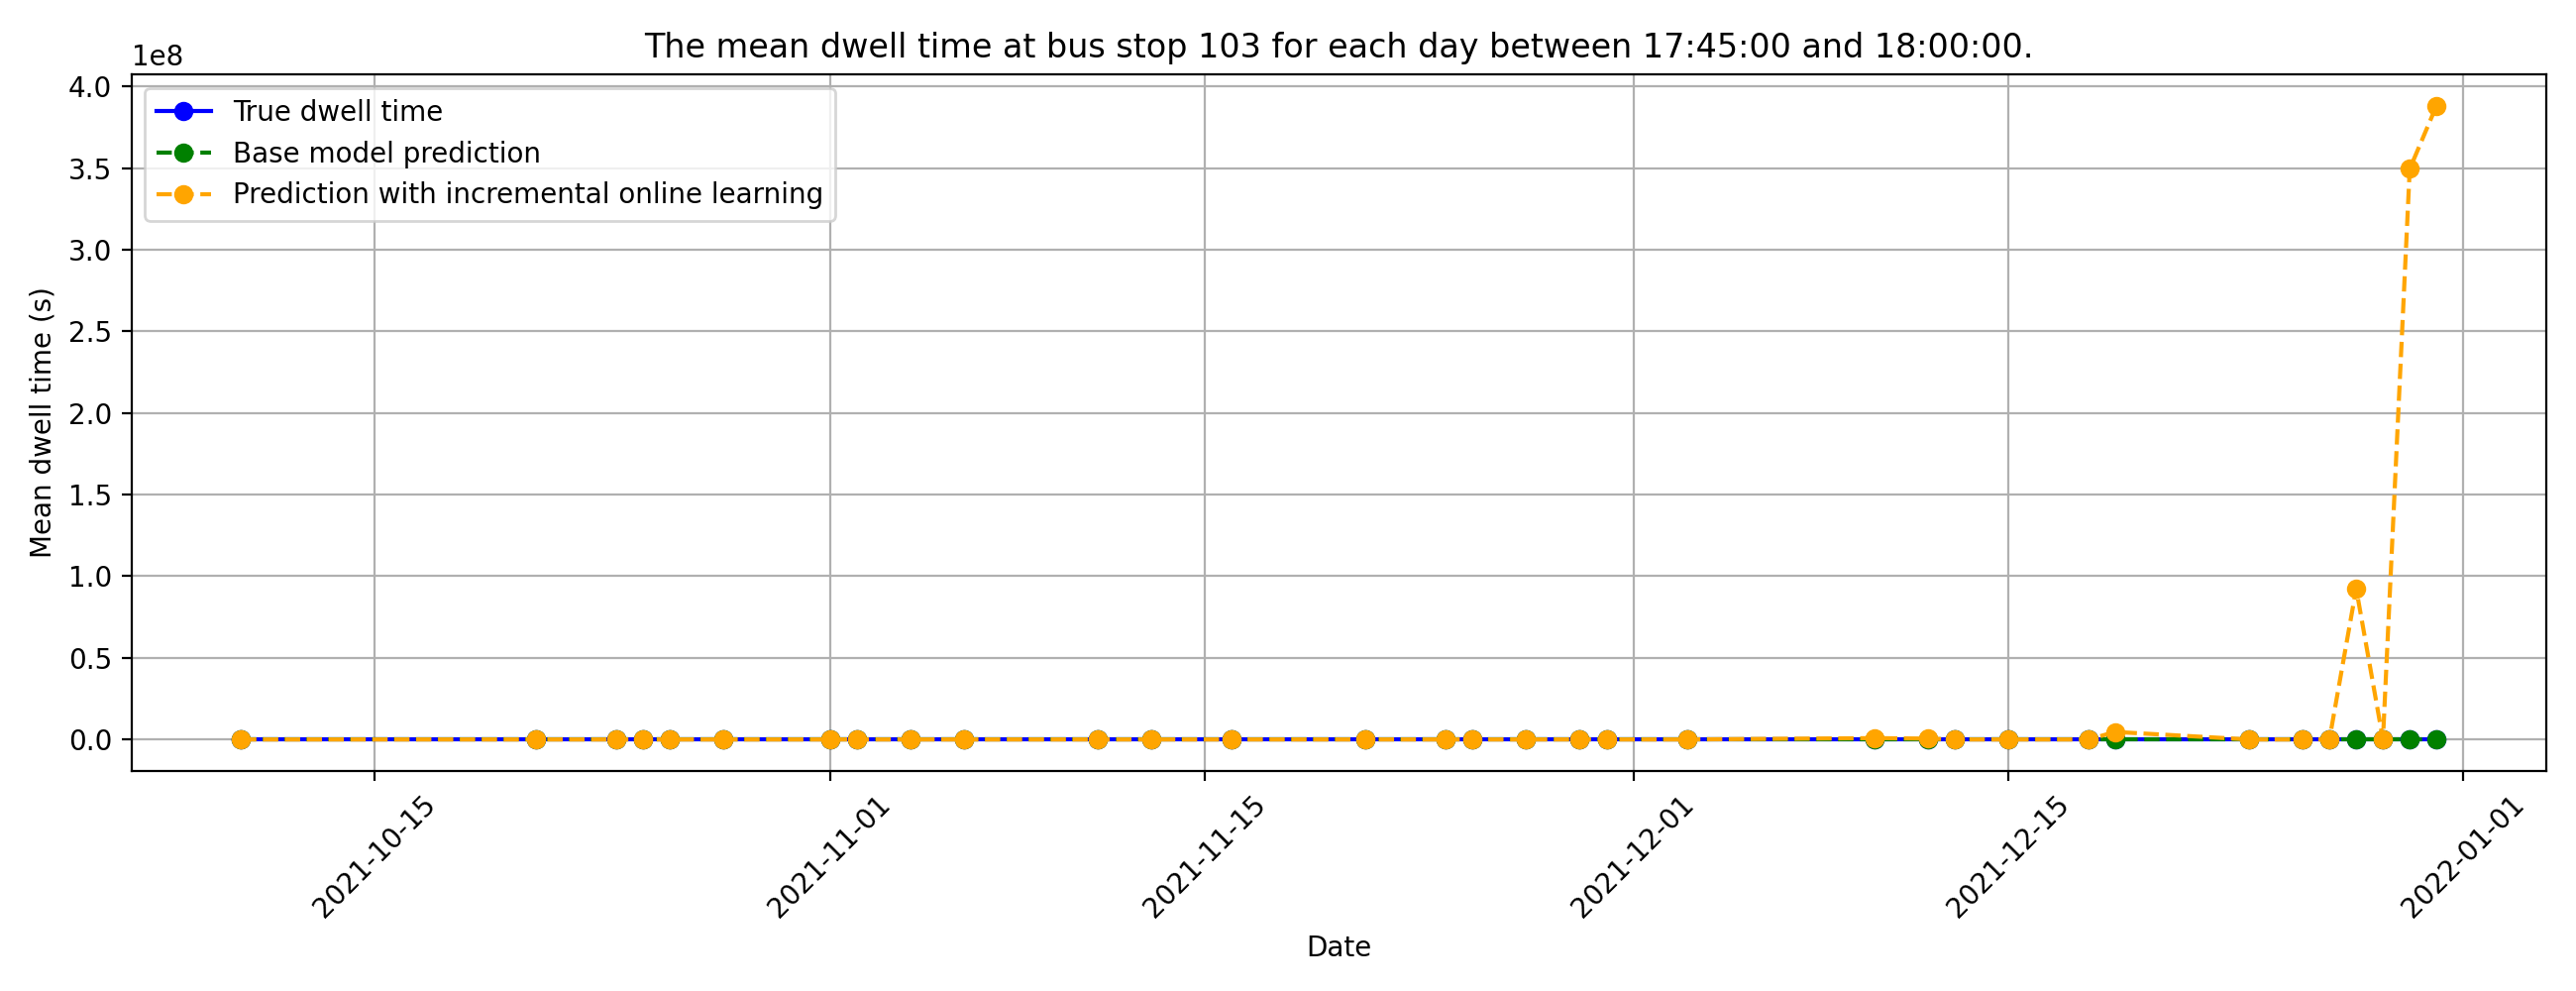 The mean dwell time at bus stop 103 for each day between 17:45:00 and 18:00:00.
1e8
4.0
3.5
3.0
2.5
2.0
1.5
1.0
0.5
0.0
Mean dwell time (s)
True dwell time
Base model prediction
Prediction with incremental online learning
2021-10-15
2021-11-01
2021-11-15
2021-12-01
2021-12-15
2022-01-01
Date